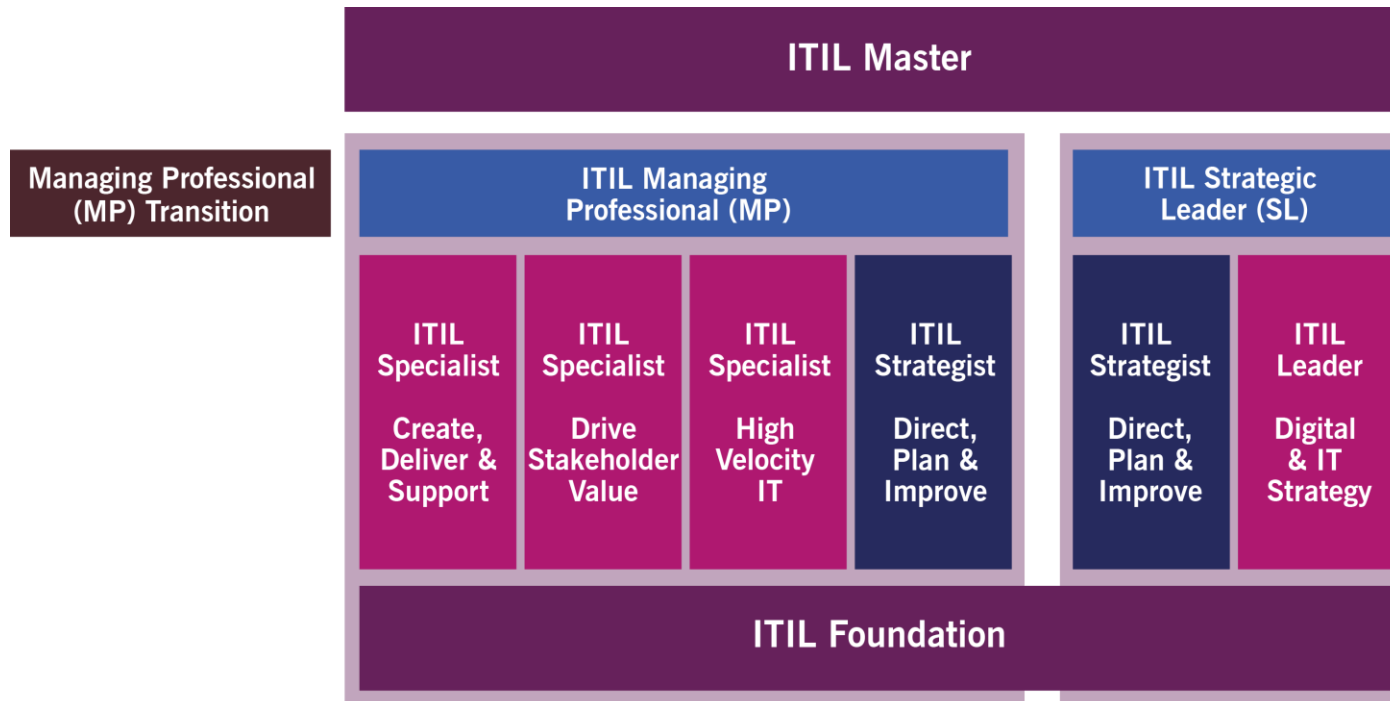 ITIL Master
Managing Professional
(MP) Transition
ITIL Managing
Professional (MP)
ITIL Strategic
Leader (SL)
ITIL
Specialist
Create,
Deliver &
Support
ITIL
Specialist
Drive
Stakeholder
Value
ITIL
Specialist
High
Velocity
IT
ITIL
Strategist
Direct,
Plan &
Improve
ITIL
Strategist
Direct,
Plan &
Improve
ITIL
Leader
Digital
& IT
Strategy
ITIL Foundation